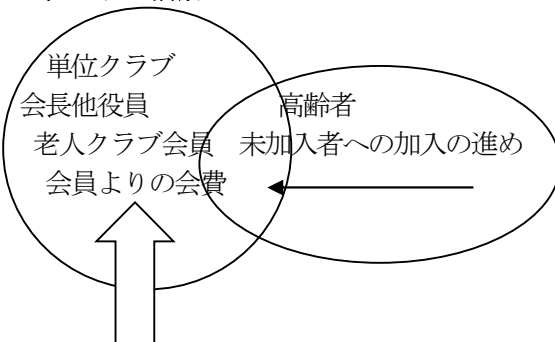 単位クラブ
会長他役員
高齢者
老人クラブ会員
未加入者への加入の進め
会員よりの会費